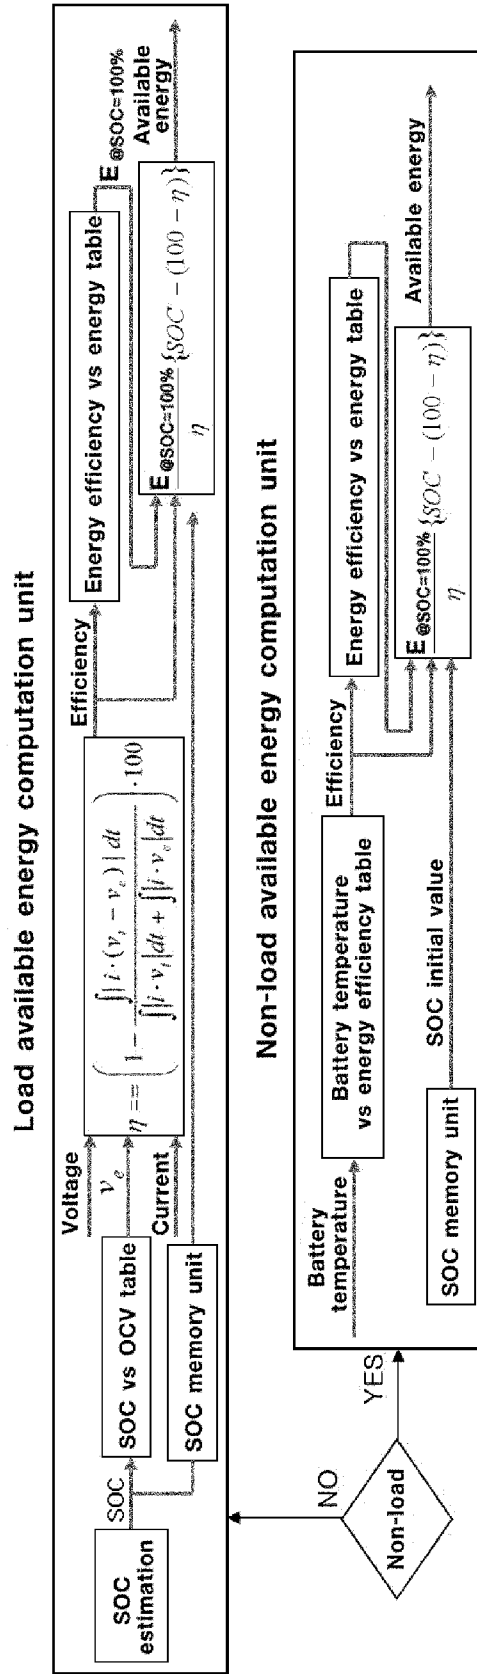 Load available energy computation unit
SOC
estimation
SOC
SOC vs OCV table
SOC memory unit
Voltage
v_e
Current
η == (1 - ∫|i·(v_t - v_e)|dt / (∫|i·v_t|dt + ∫|i·v_e|dt))·100
Efficiency
Energy efficiency vs energy table
E @SOC=100%
E @SOC=100% {SOC - (100 - η)}
η
Available
energy
Non-load
NO
YES
Non-load available energy computation unit
Battery
temperature
Battery temperature
vs energy efficiency table
SOC memory unit
SOC initial value
Efficiency
Energy efficiency vs energy table
E @SOC=100% {SOC - (100 - η)}
η
Available energy